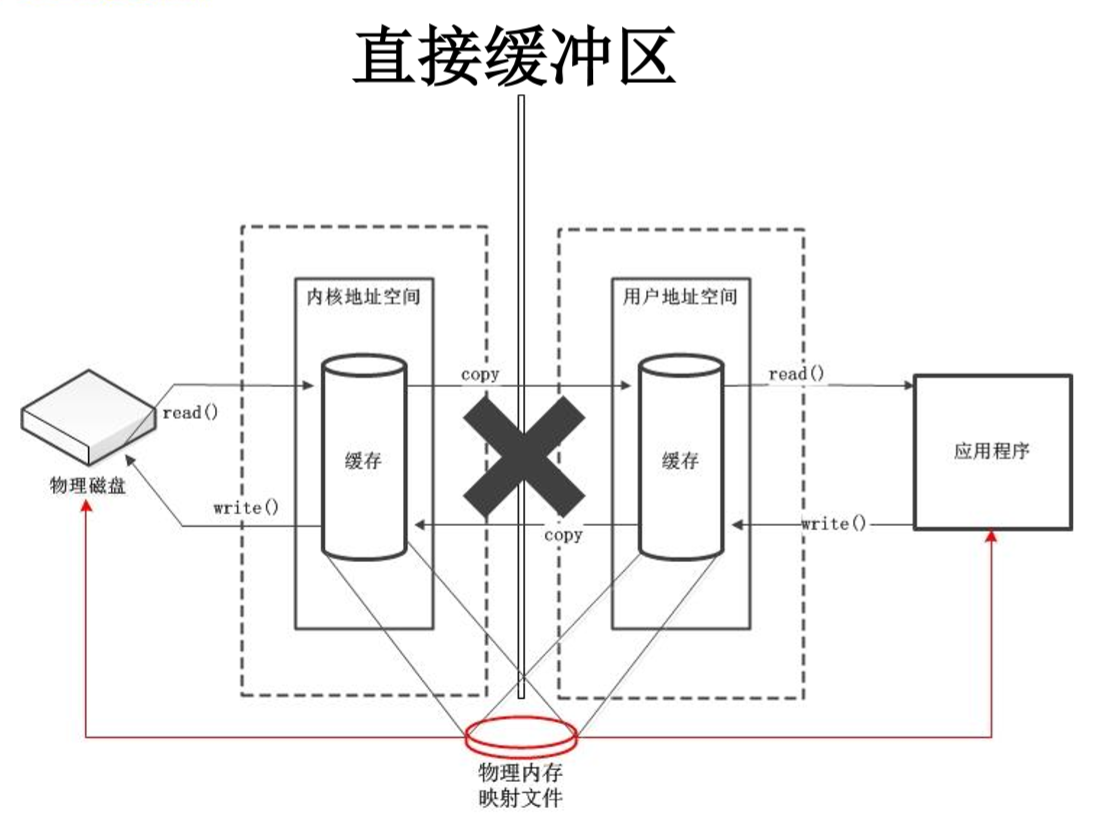 直接缓冲区
内核地址空间
用户地址空间
copy
read()
read()
缓存
缓存
应用程序
物理磁盘
write()
write()
copy
物理内存
映射文件